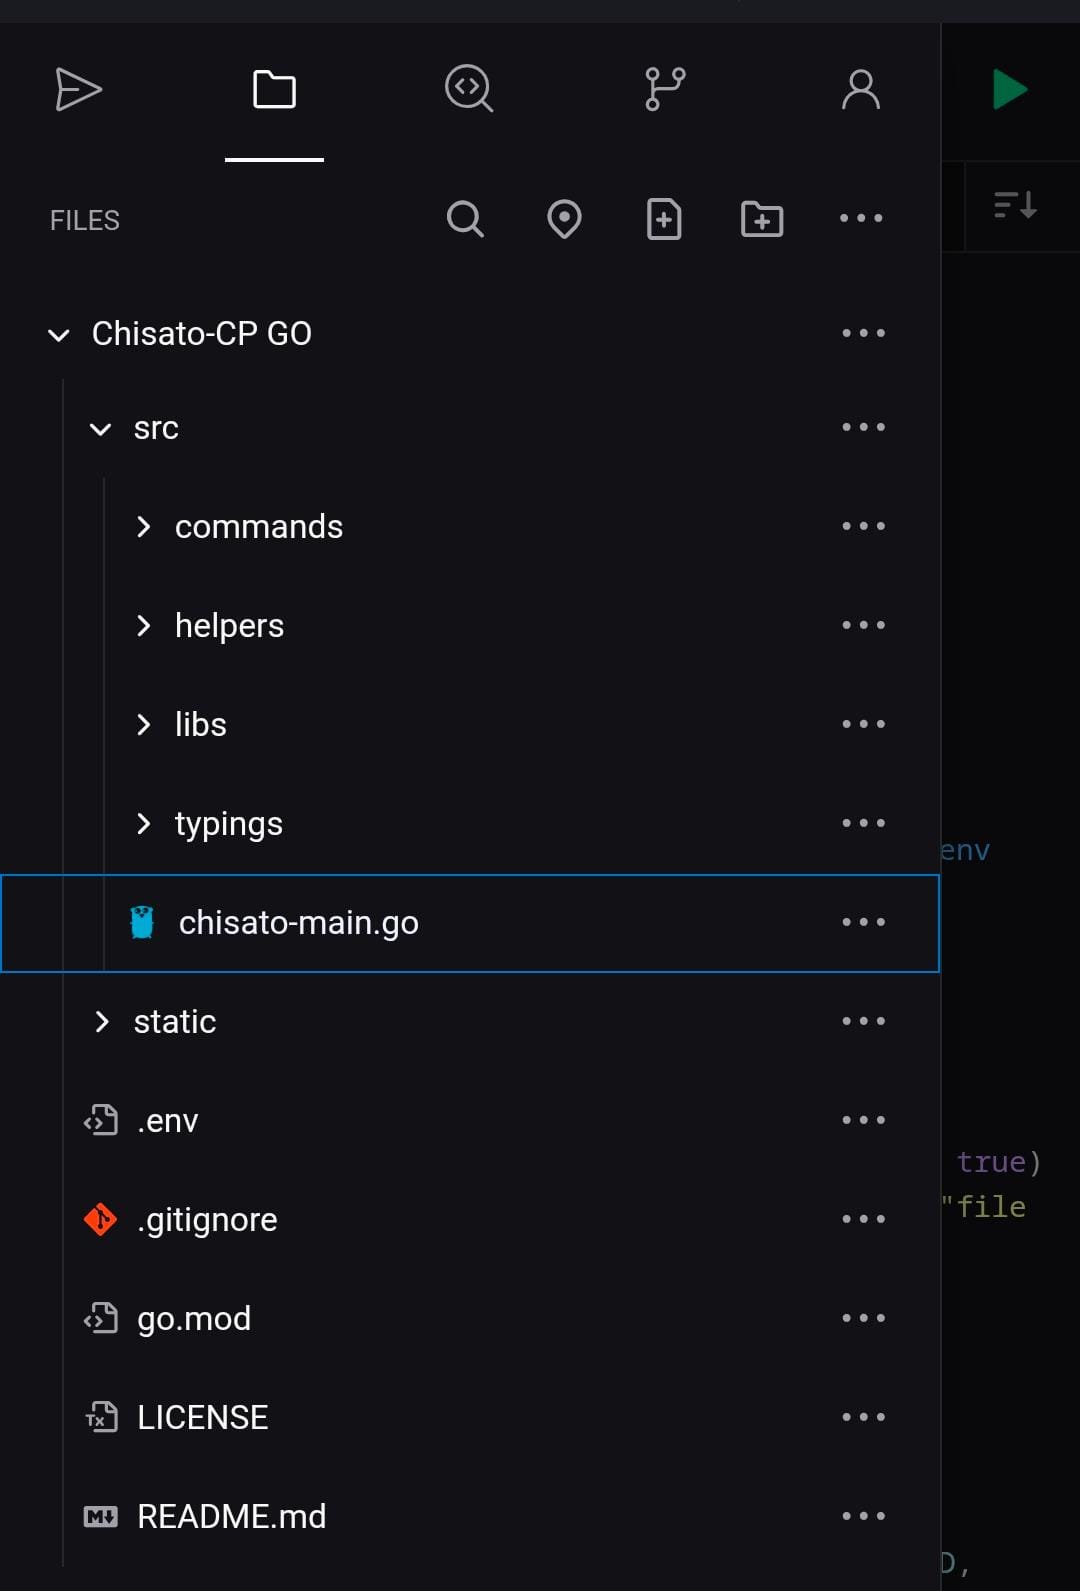 FILES
Chisato-CP GO
src
commands
helpers
libs
typings
env
chisato-main.go
static
.env
true)
"file
.gitignore
go.mod
LICENSE
README.md
D,